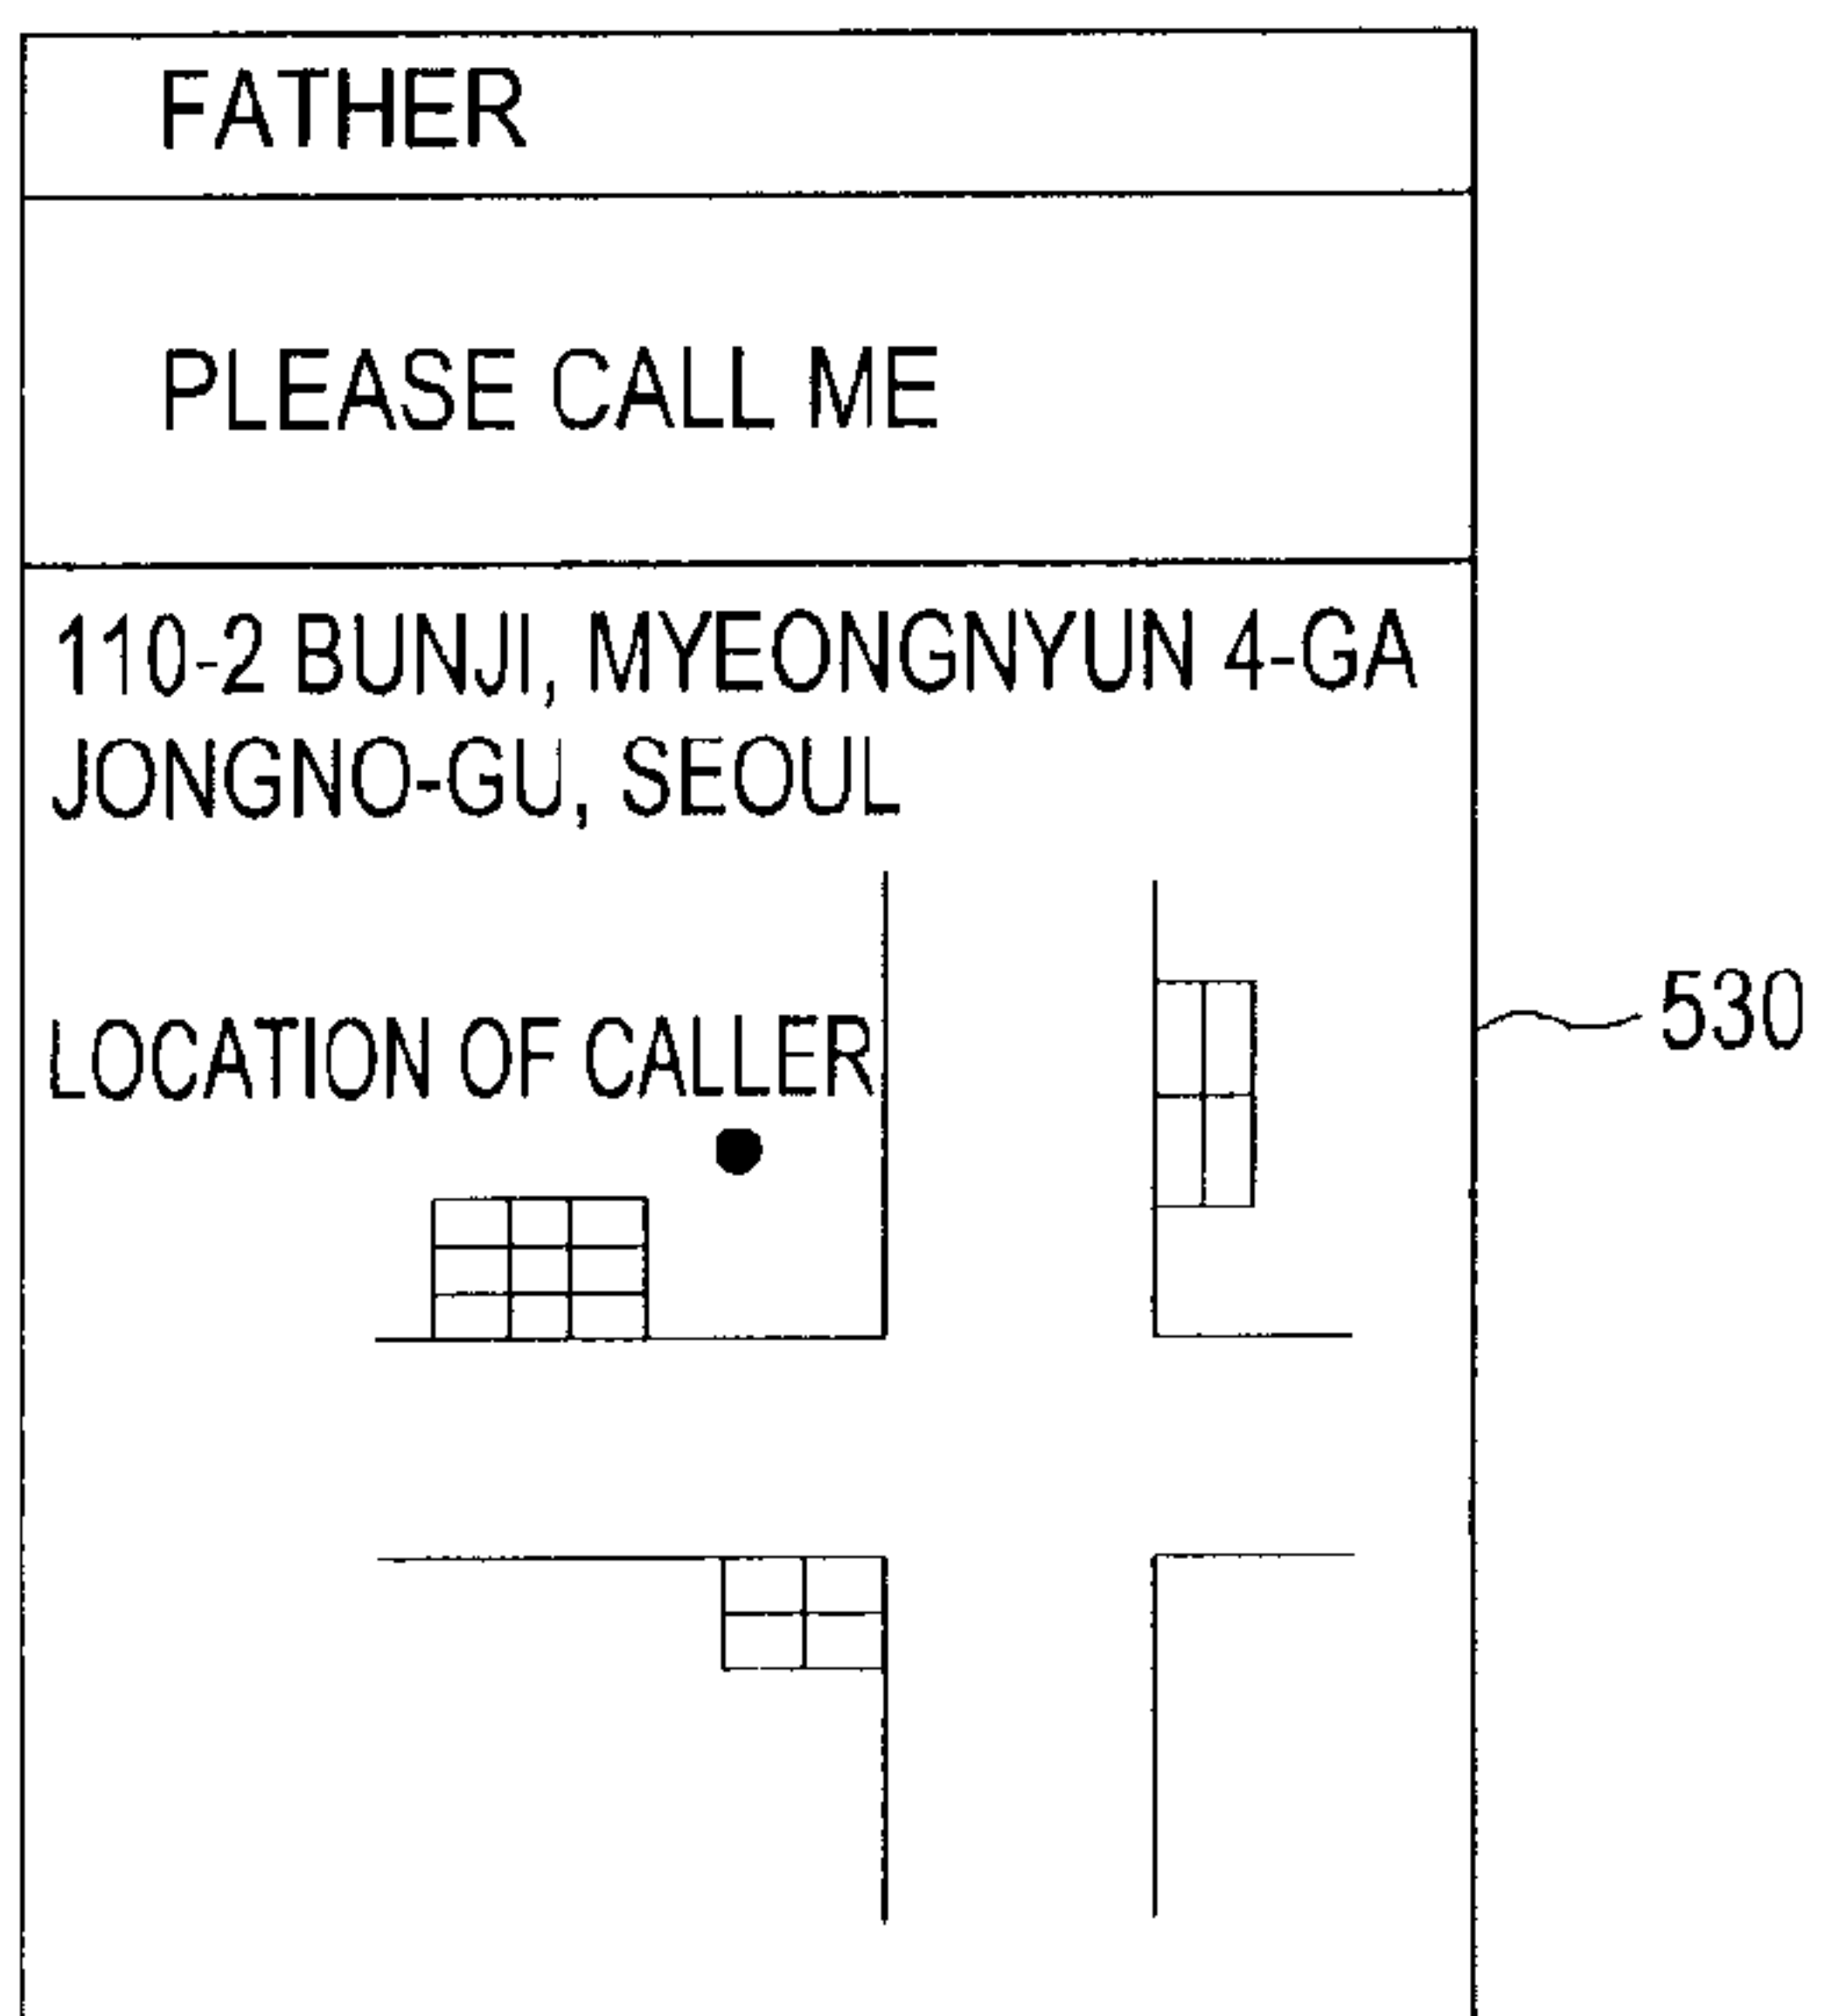 FATHER
PLEASE CALL ME
110-2 BUNJI, MYEONGNYUN 4-GA
JONGNO-GU, SEOUL
LOCATION OF CALLER
530